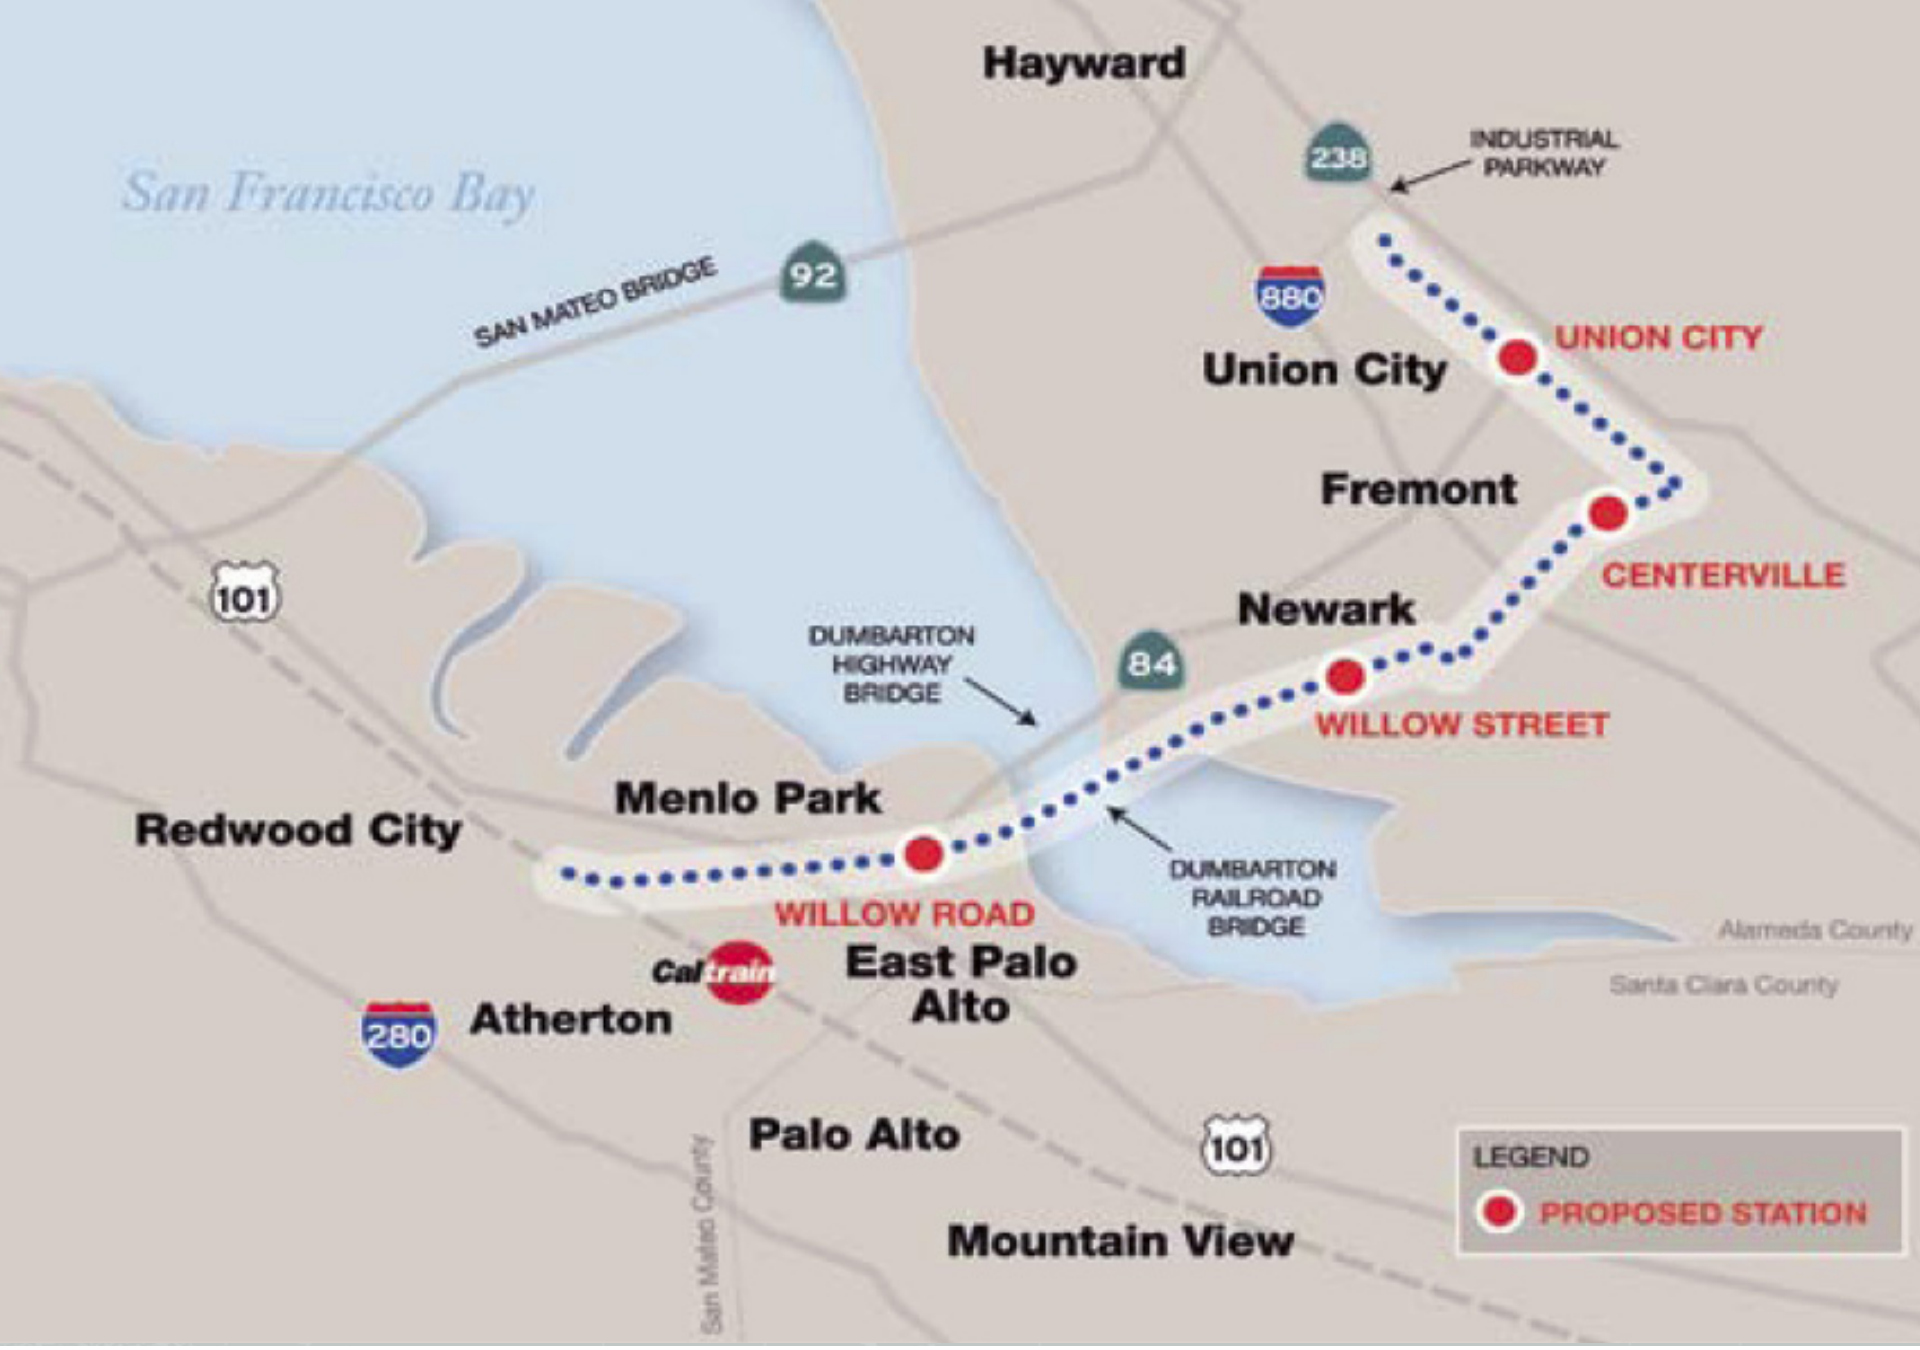 Hayward
238
INDUSTRIAL
PARKWAY
San Francisco Bay
SAN MATEO BRIDGE
92
880
UNION CITY
Union City
Fremont
CENTERVILLE
101
Newark
DUMBARTON
HIGHWAY
BRIDGE
84
WILLOW STREET
Menlo Park
Redwood City
DUMBARTON
RAILROAD
BRIDGE
WILLOW ROAD
Alameda County
Santa Clara County
Caltrain
East Palo
Alto
280
Atherton
Palo Alto
101
San Mateo County
Mountain View
LEGEND
PROPOSED STATION